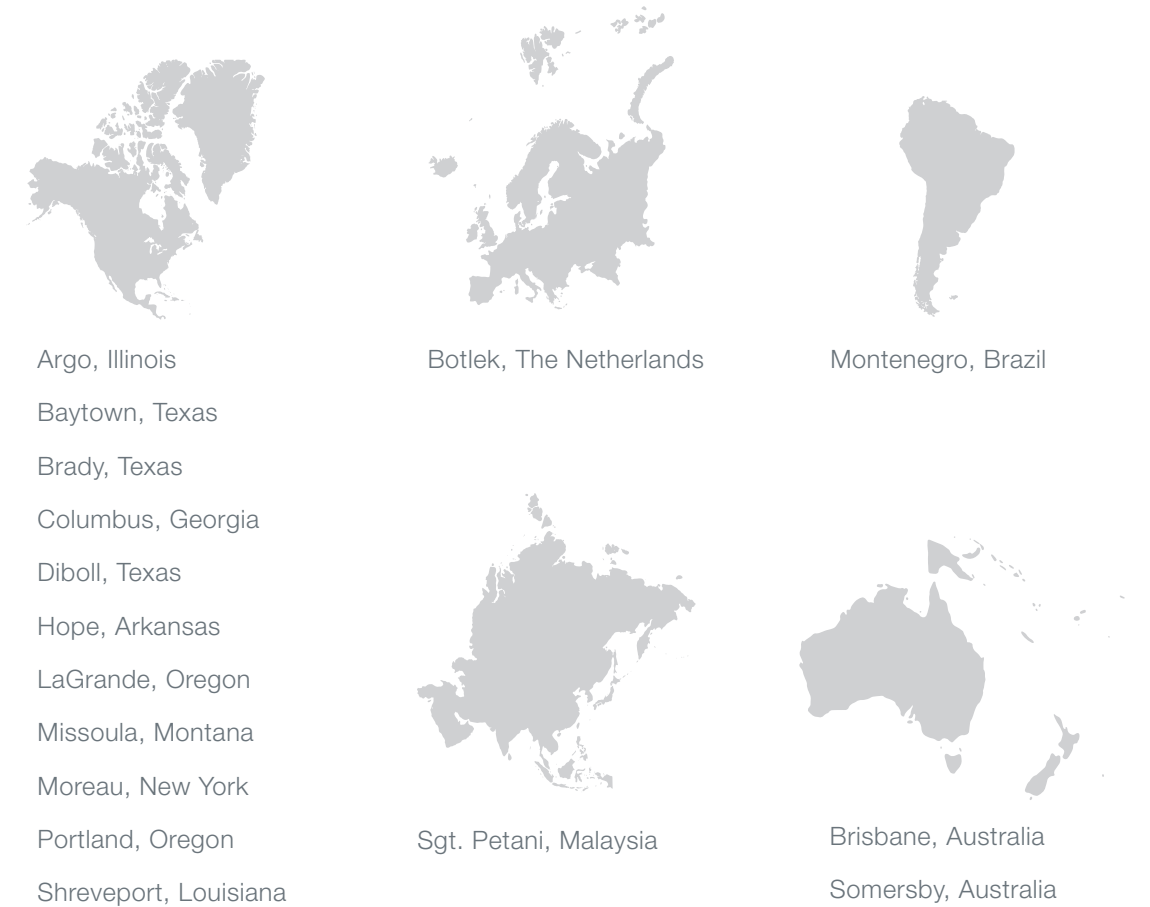 Argo, Illinois
Baytown, Texas
Brady, Texas
Columbus, Georgia
Diboll, Texas
Hope, Arkansas
LaGrande, Oregon
Missoula, Montana
Moreau, New York
Portland, Oregon
Shreveport, Louisiana
Botlek, The Netherlands
Montenegro, Brazil
Sgt. Petani, Malaysia
Brisbane, Australia
Somersby, Australia